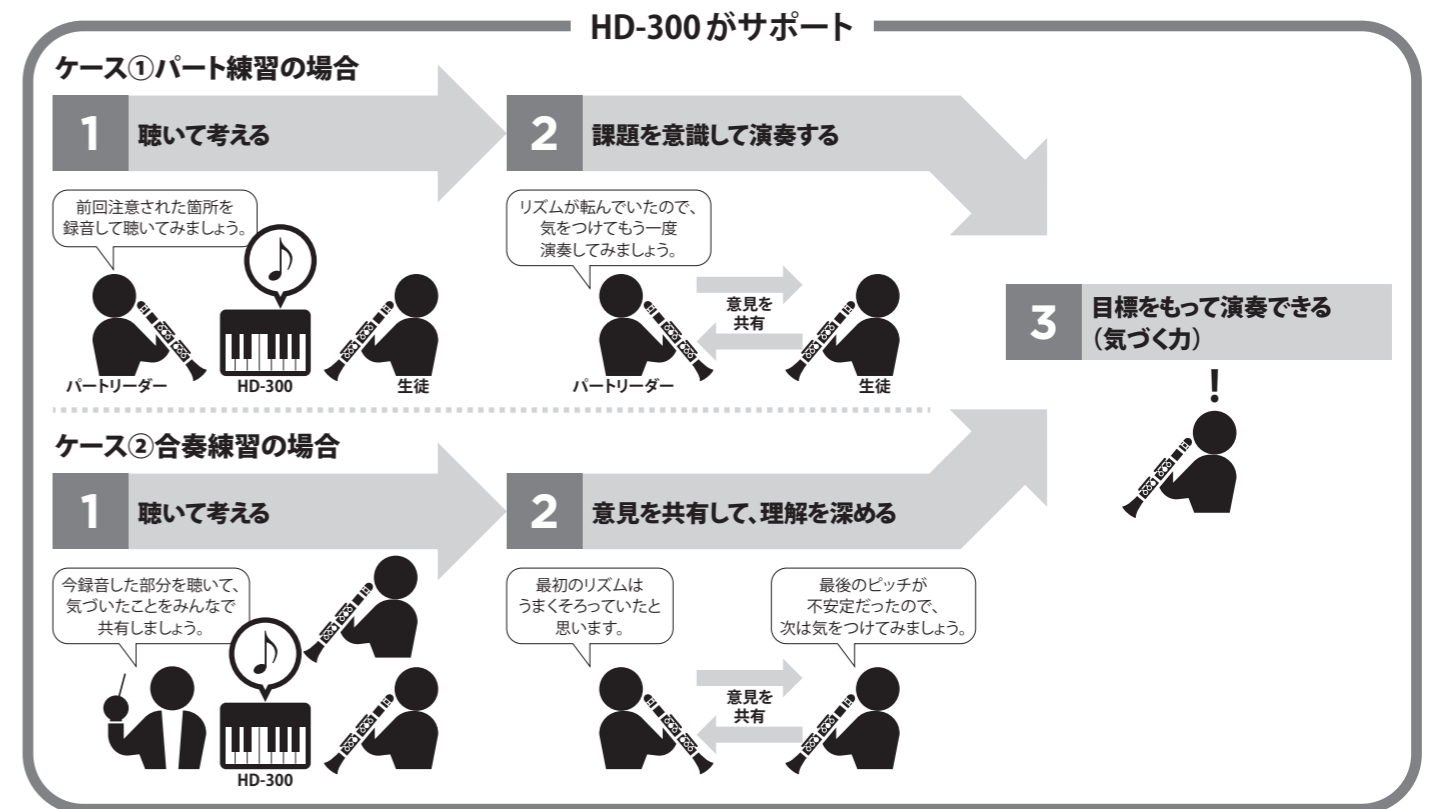 HD-300がサポート
ケース①パート練習の場合
1 聴いて考える
前回注意された箇所を
録音して聴いてみましょう。
パートリーダー
HD-300
生徒
2 課題を意識して演奏する
リズムが転んでいたので、
気をつけてもう一度
演奏してみましょう。
意見を
共有
パートリーダー
生徒
ケース②合奏練習の場合
1 聴いて考える
今録音した部分を聴いて、
気づいたことをみんなで
共有しましょう。
HD-300
2 意見を共有して、理解を深める
最初のリズムは
うまくそろっていたと
思います。
意見を
共有
最後のピッチが
不安定だったので、
次は気をつけてみましょう。
3 目標をもって演奏できる
（気づく力）
!